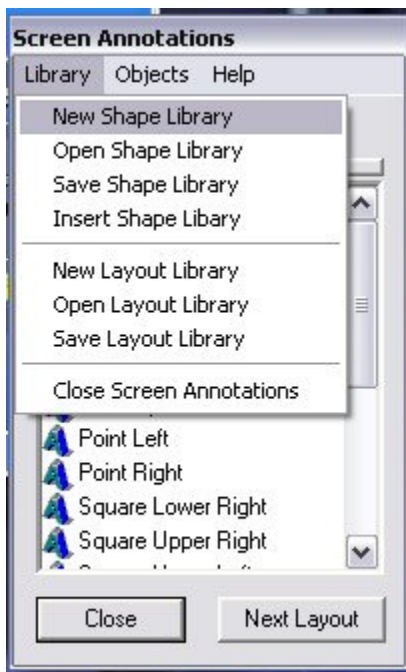 Screen Annotations
Library Objects Help
New Shape Library
Open Shape Library
Save Shape Library
Insert Shape Libary
New Layout Library
Open Layout Library
Save Layout Library
Close Screen Annotations
Point Left
Point Right
Square Lower Right
Square Upper Right
Close Next Layout